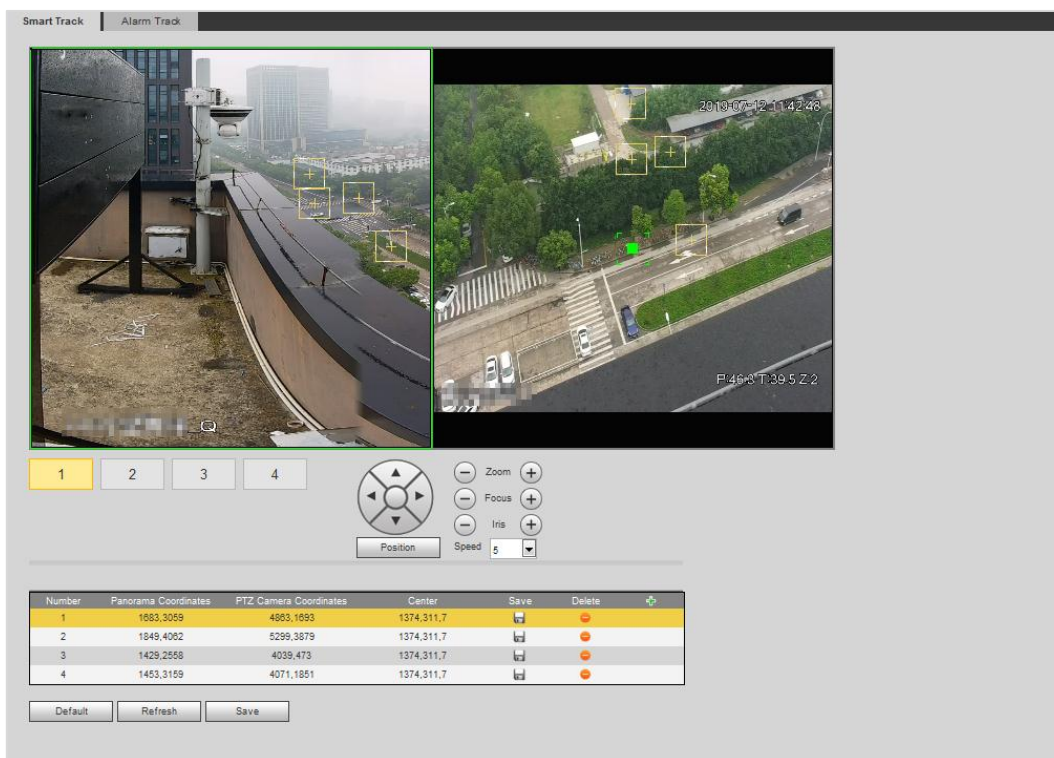 Smart Track Alarm Track
2019-07-12 11:42:48
P:46.8 T:39.5 Z:2
1 2 3 4
Zoom
Focus
Iris
Position Speed 5
Number Panorama Coordinates PTZ Camera Coordinates Center Save Delete
1 1683,3059 4863,1693 1374,311,7
2 1849,4062 5299,3879 1374,311,7
3 1429,2558 4039,473 1374,311,7
4 1453,3159 4071,1851 1374,311,7
Default Refresh Save